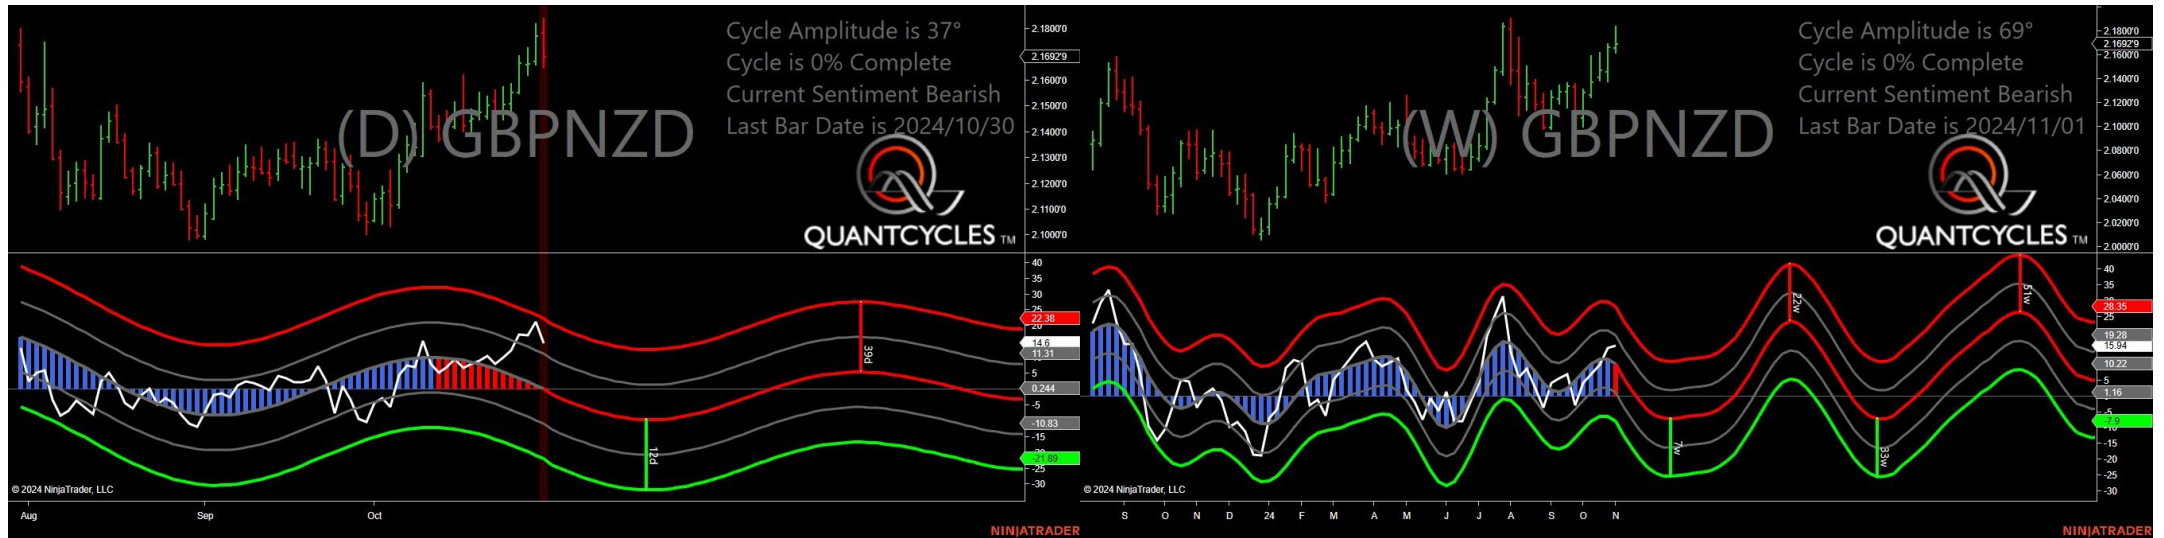 Cycle Amplitude is 37°
Cycle is 0% Complete
Current Sentiment Bearish
Last Bar Date is 2024/10/30
(D) GBPNZD
QUANTCYCLES TM
2.1800'0
2.1692'9
2.1600'0
2.1500'0
2.1400'0
2.1300'0
2.1200'0
2.1100'0
2.1000'0
40
35
30
22.38
20
14.6
11.31
5
0.244
-5
-10.83
-15
-21.89
-25
-30
39d
12d
© 2024 NinjaTrader, LLC
Aug Sep Oct
NINJATRADER
Cycle Amplitude is 69°
Cycle is 0% Complete
Current Sentiment Bearish
Last Bar Date is 2024/11/01
(W) GBPNZD
QUANTCYCLES TM
2.1800'0
2.1692'9
2.1600'0
2.1400'0
2.1200'0
2.1000'0
2.0800'0
2.0600'0
2.0400'0
2.0200'0
2.0000'0
40
35
28.35
25
19.28
15.94
10.22
5
1.16
-7.9
-15
-20
-25
-30
22w
51w
7w
33w
© 2024 NinjaTrader, LLC
S O N D 24 F M A M J J A S O N
NINJATRADER